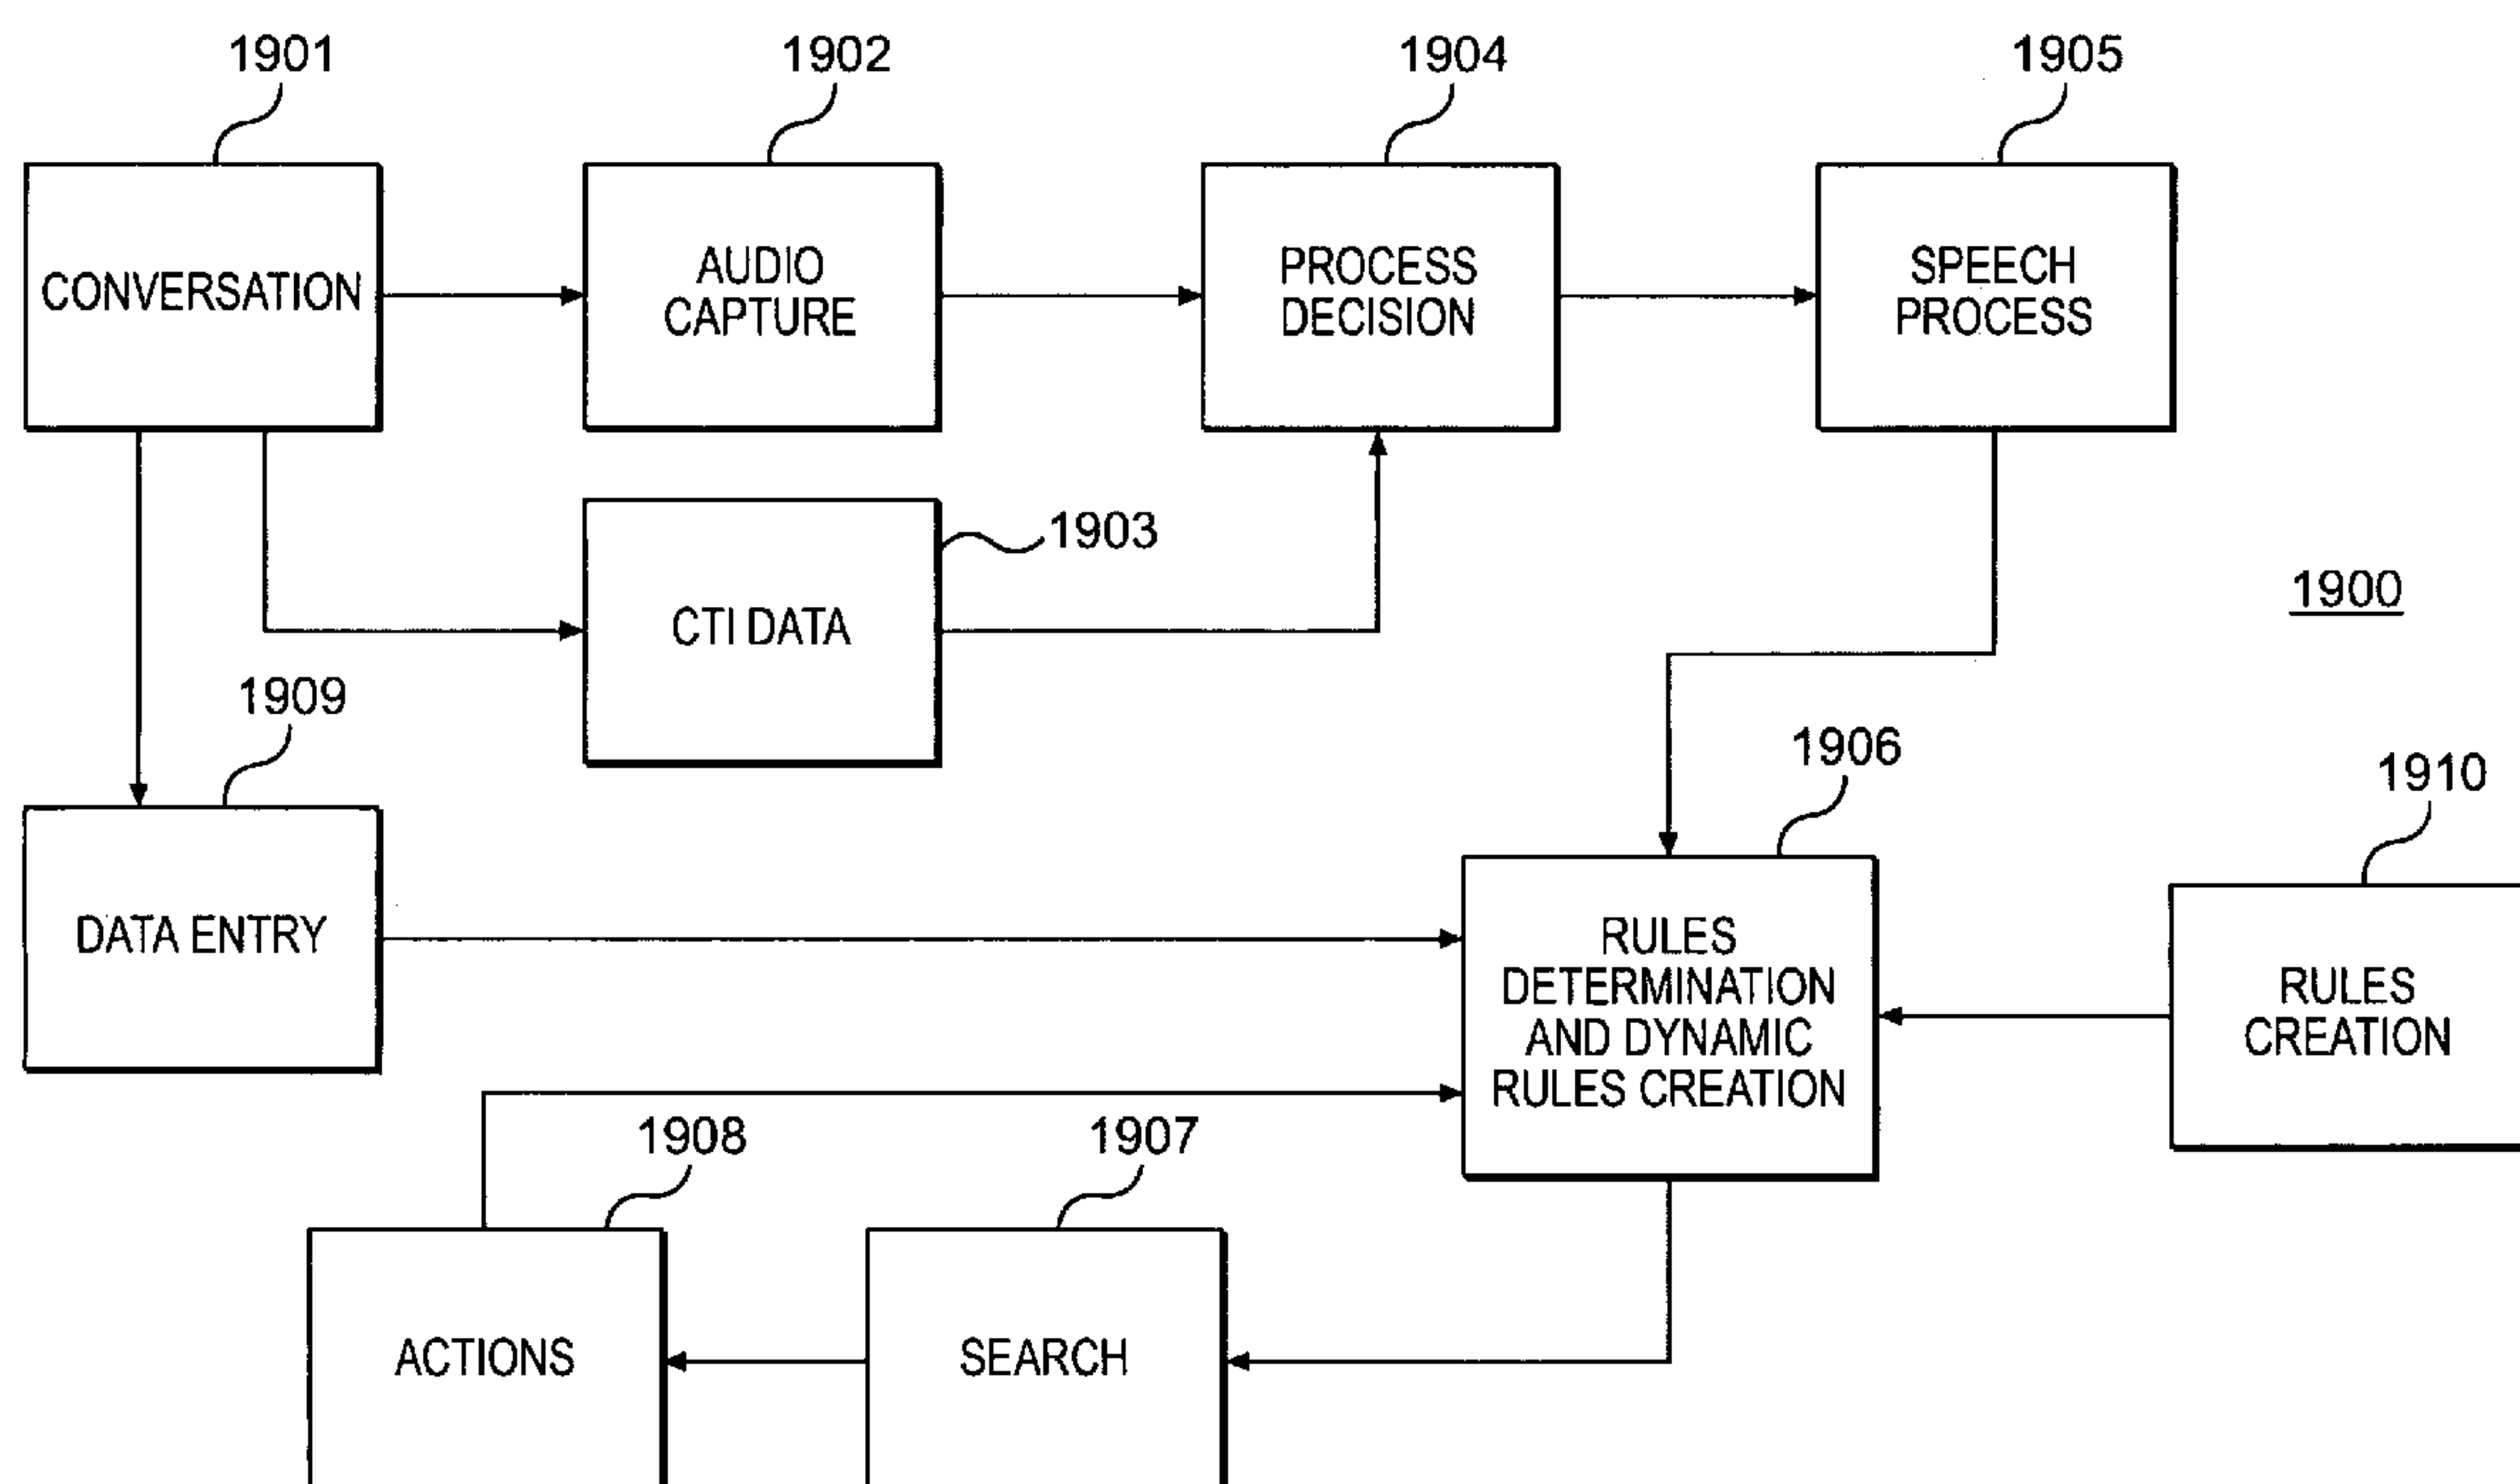 1901
1902
1904
1905
CONVERSATION
AUDIO
CAPTURE
PROCESS
DECISION
SPEECH
PROCESS
1903
CTI DATA
1900
1909
1906
1910
DATA ENTRY
RULES
DETERMINATION
AND DYNAMIC
RULES CREATION
RULES
CREATION
1908
1907
ACTIONS
SEARCH